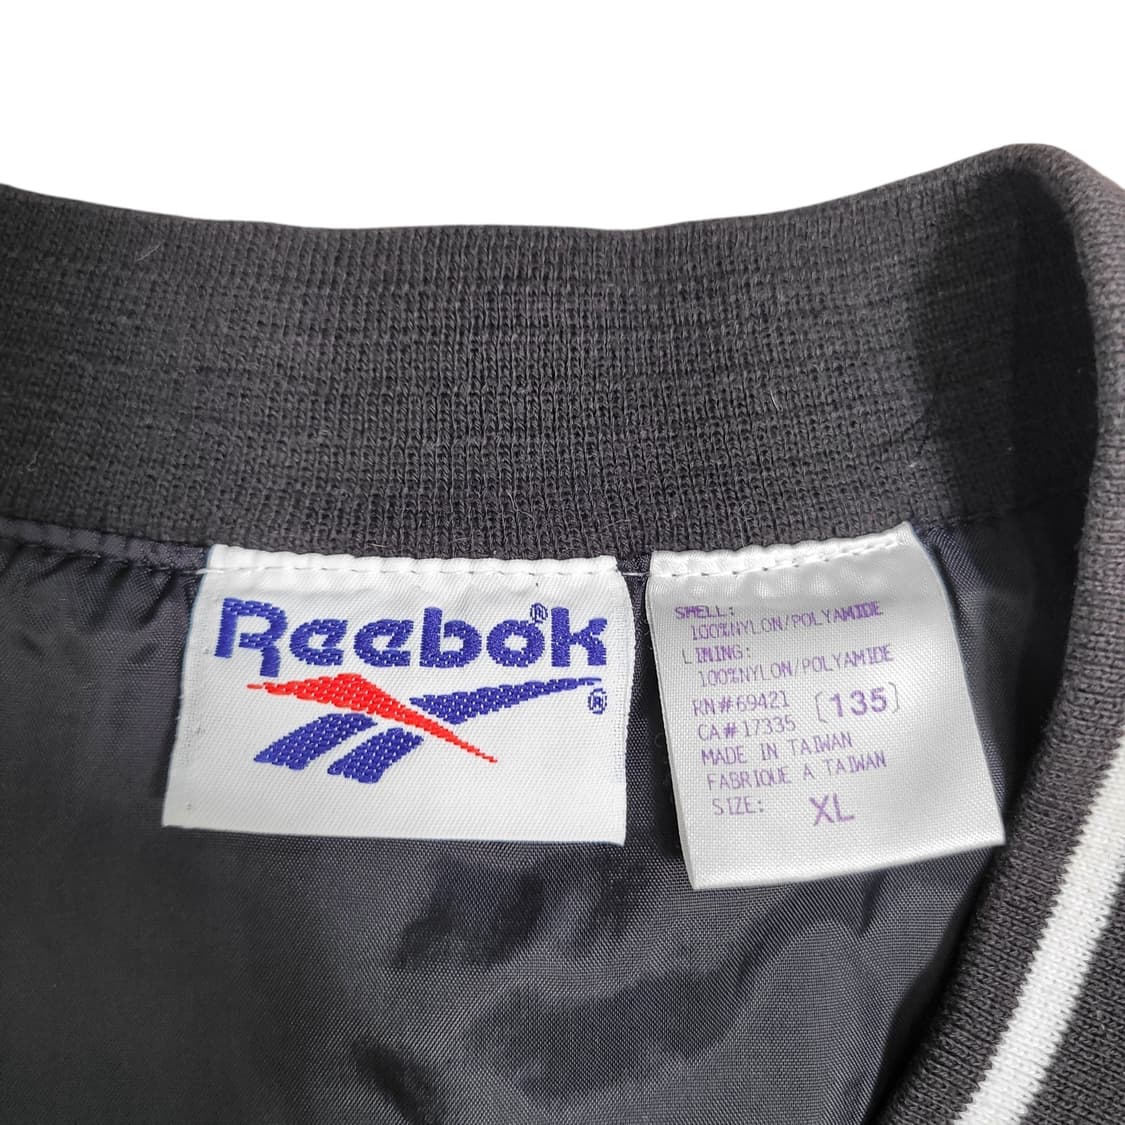 Reebok®
®
SHELL:
100%NYLON/POLYAMIDE
LINING:
100%NYLON/POLYAMIDE
RN#69421 [135]
CA#17335
MADE IN TAIWAN
FABRIQUE A TAIWAN
SIZE: XL